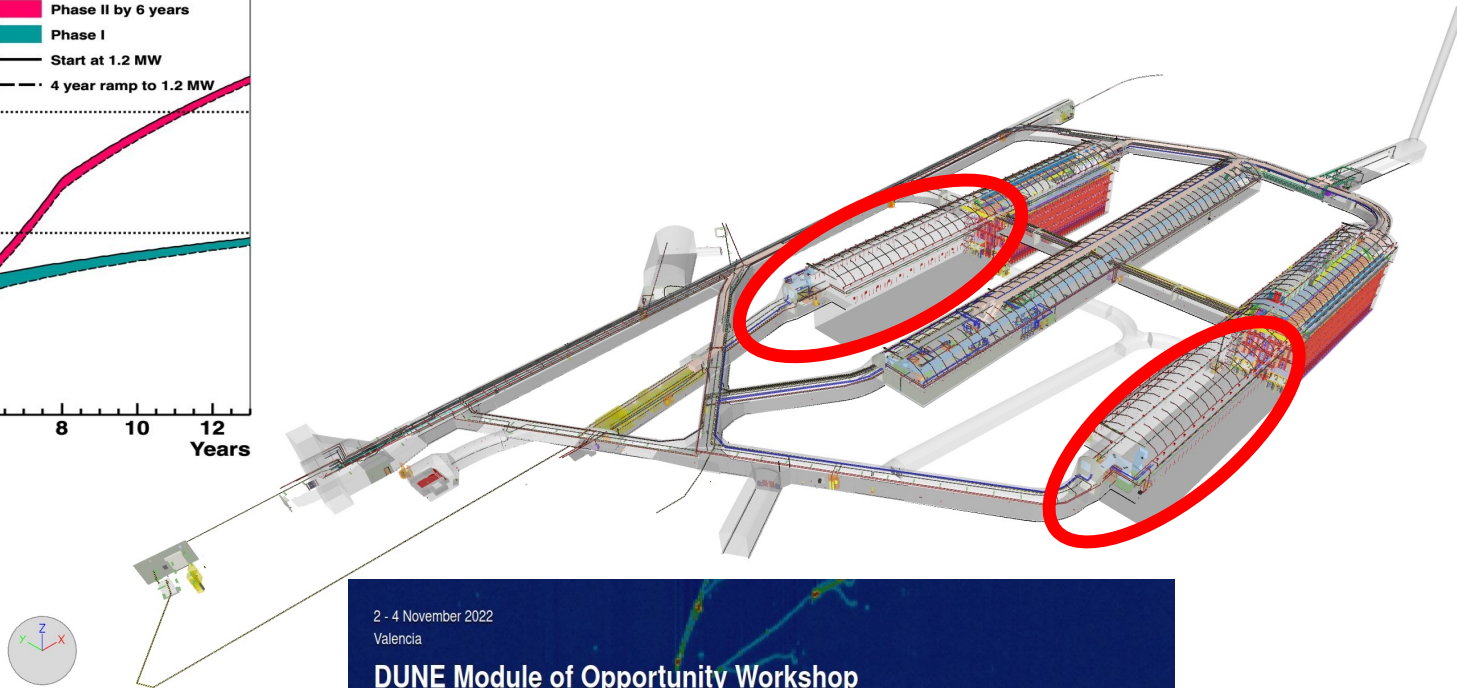 Phase II by 6 years
Phase I
Start at 1.2 MW
4 year ramp to 1.2 MW
8 10 12
Years
Z
Y X
2 - 4 November 2022
Valencia
DUNE Module of Opportunity Workshop